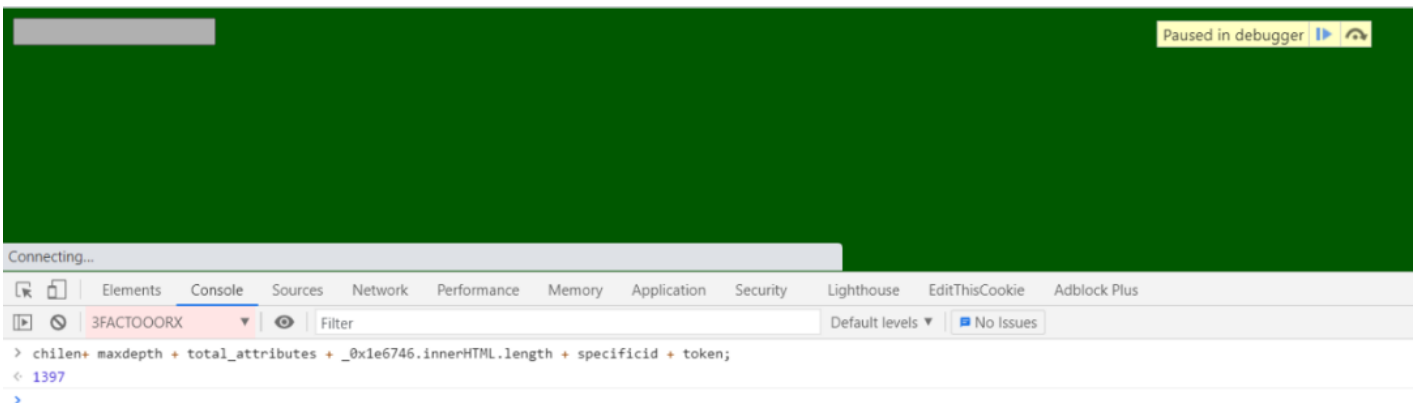 Paused in debugger
Connecting...
Elements Console Sources Network Performance Memory Application Security Lighthouse EditThisCookie Adblock Plus
3FACTOOORX ▼ Filter Default levels ▼ No Issues
> chilen+ maxdepth + total_attributes + _0x1e6746.innerHTML.length + specificid + token;
< 1397
>